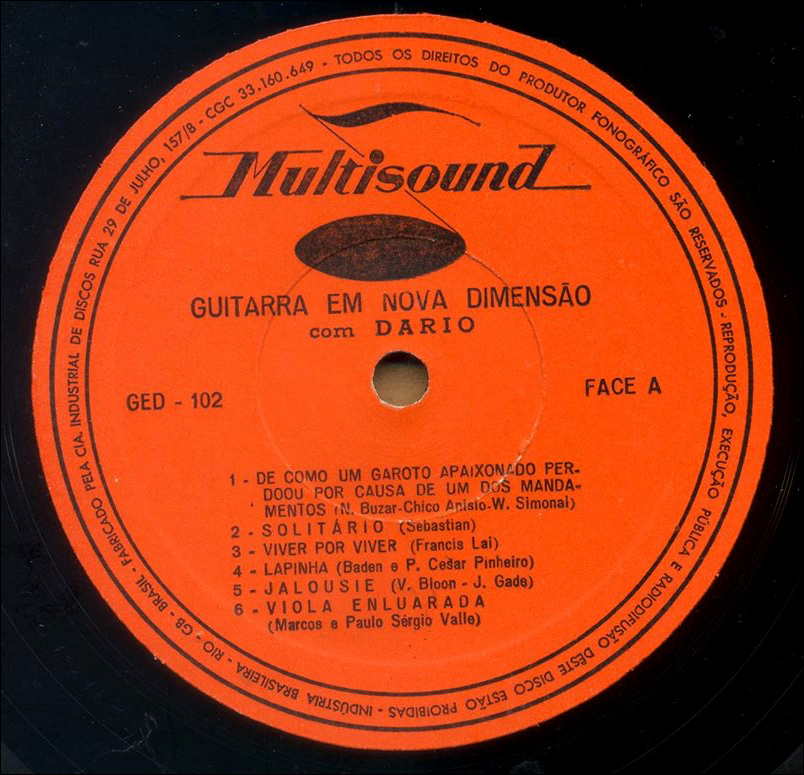 FABRICADO PELA CIA. INDUSTRIAL DE DISCOS RUA 29 DE JULHO, 157/8 - CGC 33.160.649 - TODOS OS DIREITOS DO PRODUTOR FONOGRÁFICO SÃO RESERVADOS - REPRODUÇÃO, EXECUÇÃO PÚBLICA E RADIODIFUSÃO DÊSTE DISCO ESTÃO PROIBIDAS - INDÚSTRIA BRASILEIRA - RIO - GB - BRASIL -
Multisound
GUITARRA EM NOVA DIMENSÃO
com DARIO
GED - 102
FACE A
1 - DE COMO UM GAROTO APAIXONADO PER-
DOOU POR CAUSA DE UM DOS MANDA-
MENTOS (N. Buzar-Chico Anisio-W. Simonal)
2 - SOLITÁRIO (Sebastian)
3 - VIVER POR VIVER (Francis Lai)
4 - LAPINHA (Baden e P. Cesar Pinheiro)
5 - JALOUSIE (V. Bloon - J. Gade)
6 - VIOLA ENLUARADA
(Marcos e Paulo Sérgio Valle)